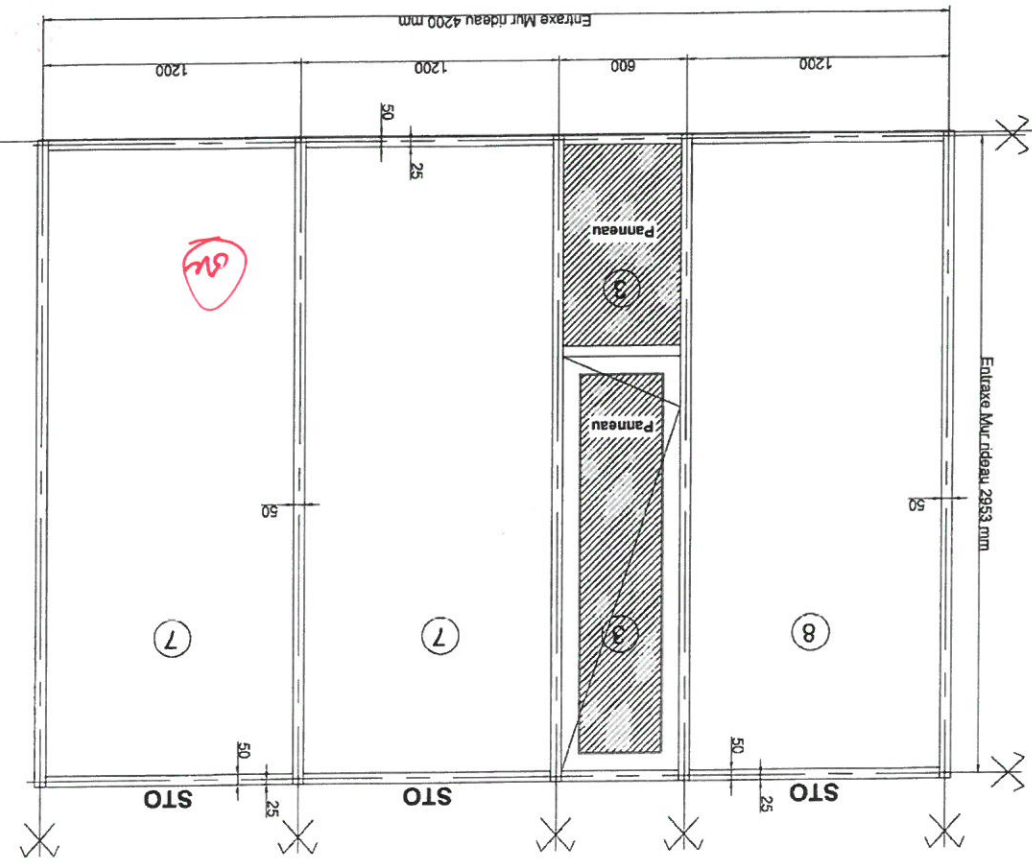 Entraxe Mur rideau 4200 mm
1200 600 1200 1200
50
25
Panneau
3
Entraxe Mur rideau 2953 mm
Panneau
50 50
8 3 7 7
50 50
25 25
STO STO STO